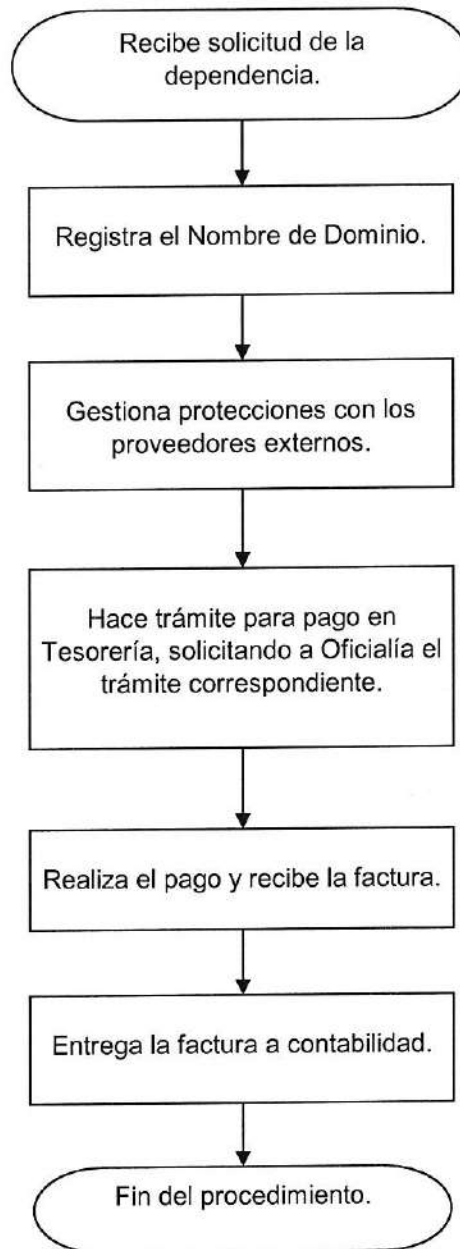 Recibe solicitud de la
dependencia.
Registra el Nombre de Dominio.
Gestiona protecciones con los
proveedores externos.
Hace trámite para pago en
Tesorería, solicitando a Oficialía el
trámite correspondiente.
Realiza el pago y recibe la factura.
Entrega la factura a contabilidad.
Fin del procedimiento.